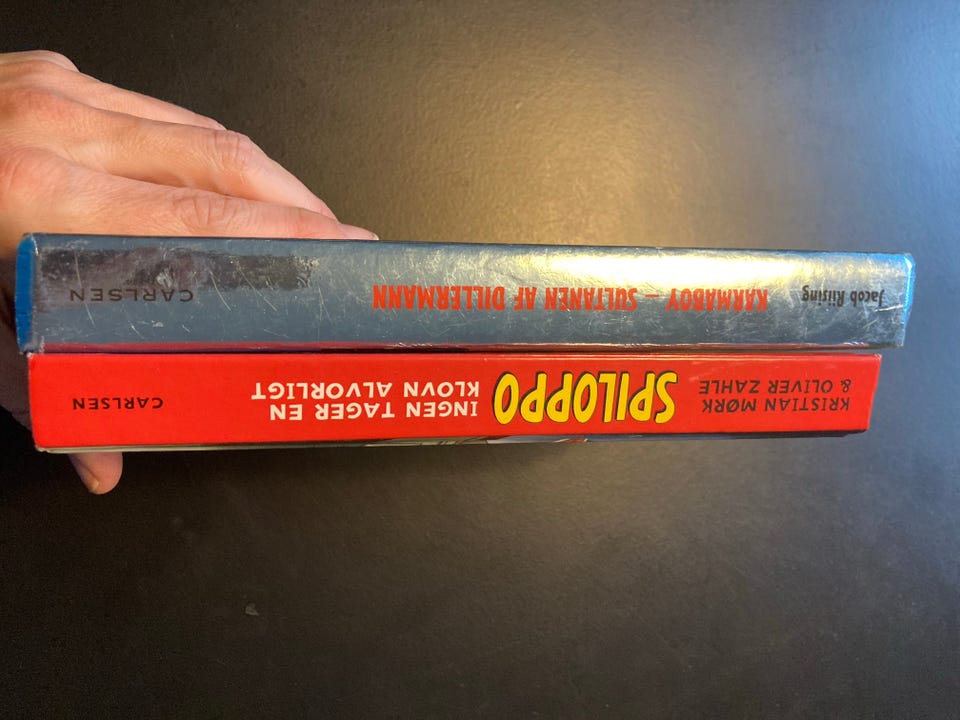 Jacob Riising KARMABOY – SULTANEN AF DILLERMANN CARLSEN
KRISTIAN MØRK
& OLIVER ZAHLE
SPILOPPO
INGEN TAGER EN
KLOVN ALVORLIGT
CARLSEN